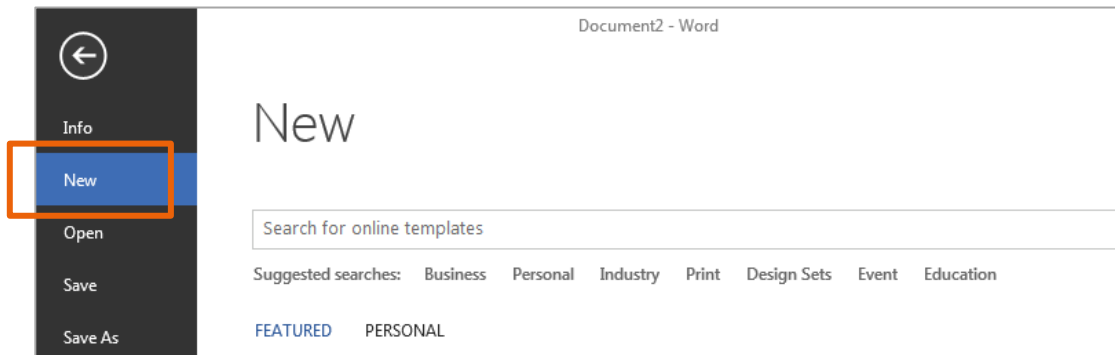 Document2 - Word
Info
New
Open
Save
Save As
New
Search for online templates
Suggested searches: Business Personal Industry Print Design Sets Event Education
FEATURED PERSONAL